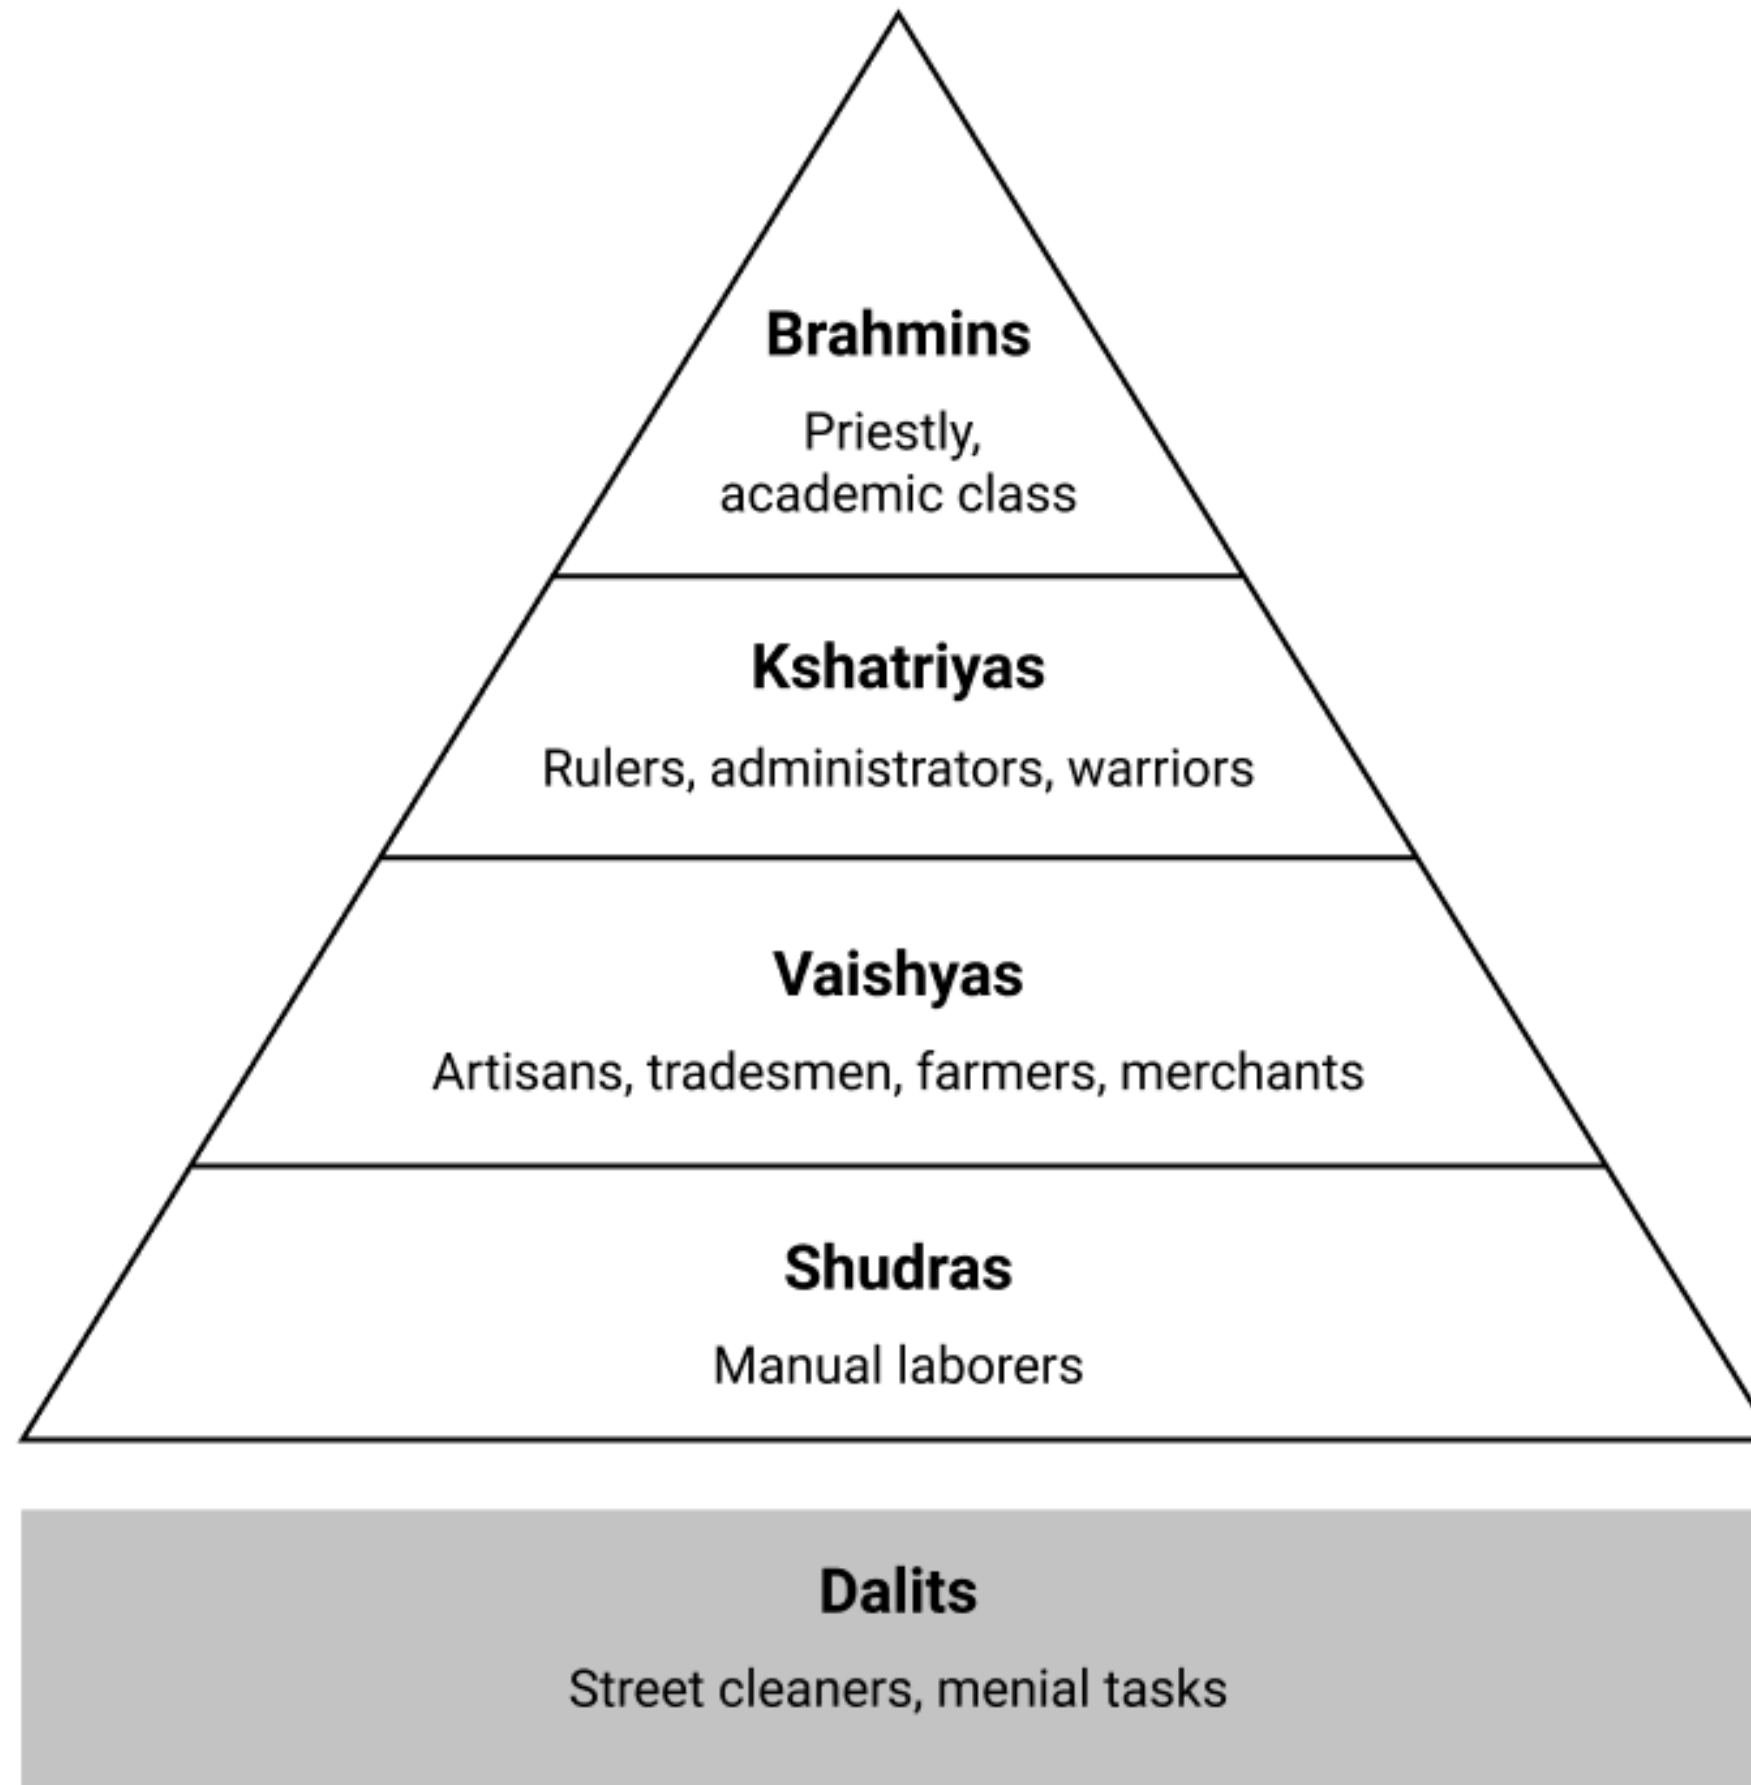 Brahmins
Priestly,
academic class
Kshatriyas
Rulers, administrators, warriors
Vaishyas
Artisans, tradesmen, farmers, merchants
Shudras
Manual laborers
Dalits
Street cleaners, menial tasks